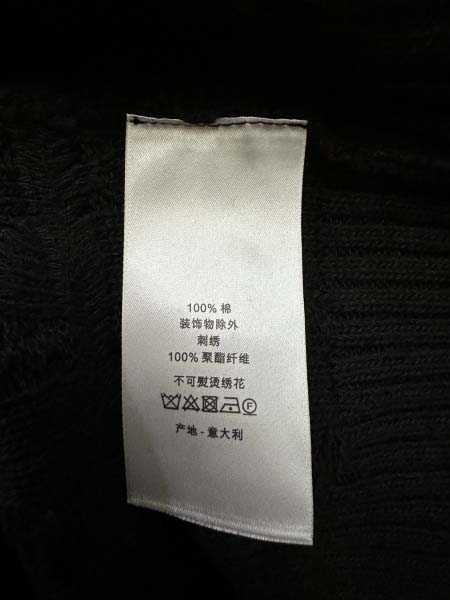 100% 棉
装饰物除外
刺绣
100% 聚酯纤维
不可熨烫绣花
F
产地 - 意大利